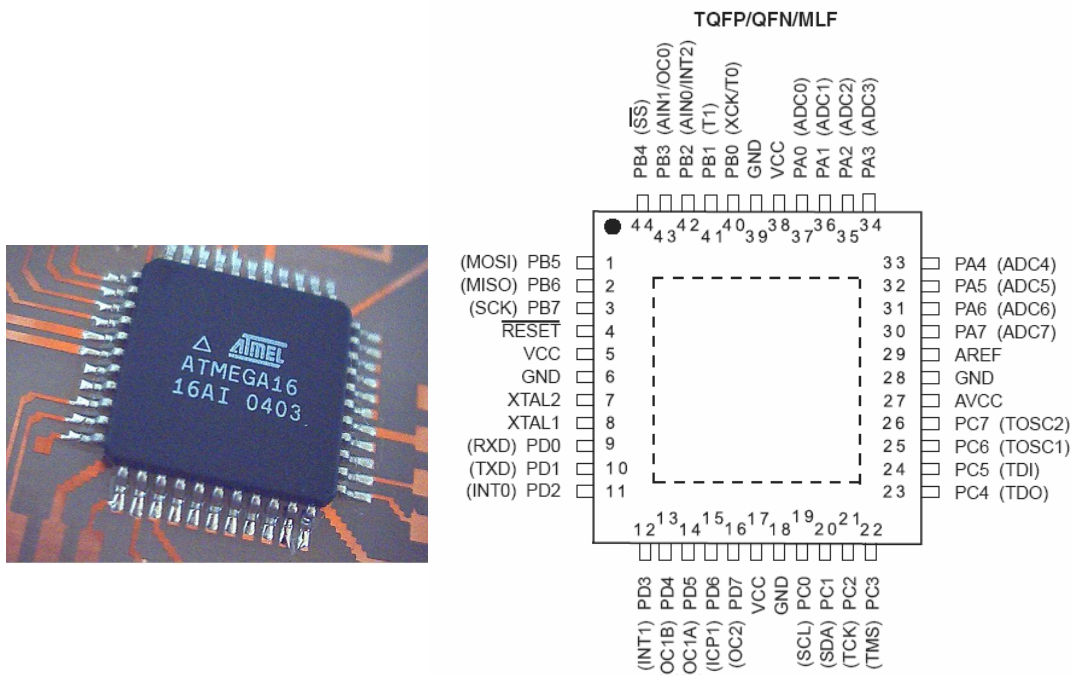 ATMEL
ATMEGA16
16AI 0403
TQFP/QFN/MLF
PB4 (SS)
PB3 (AIN1/OC0)
PB2 (AIN0/INT2)
PB1 (T1)
PB0 (XCK/T0)
GND
VCC
PA0 (ADC0)
PA1 (ADC1)
PA2 (ADC2)
PA3 (ADC3)
44 43 42 41 40 39 38 37 36 35 34
(MOSI) PB5 1
(MISO) PB6 2
(SCK) PB7 3
RESET 4
VCC 5
GND 6
XTAL2 7
XTAL1 8
(RXD) PD0 9
(TXD) PD1 10
(INT0) PD2 11
33 PA4 (ADC4)
32 PA5 (ADC5)
31 PA6 (ADC6)
30 PA7 (ADC7)
29 AREF
28 GND
27 AVCC
26 PC7 (TOSC2)
25 PC6 (TOSC1)
24 PC5 (TDI)
23 PC4 (TDO)
12 13 14 15 16 17 18 19 20 21 22
(INT1) PD3
OC1B) PD4
OC1A) PD5
(ICP1) PD6
(OC2) PD7
VCC
GND
(SCL) PC0
(SDA) PC1
(TCK) PC2
(TMS) PC3